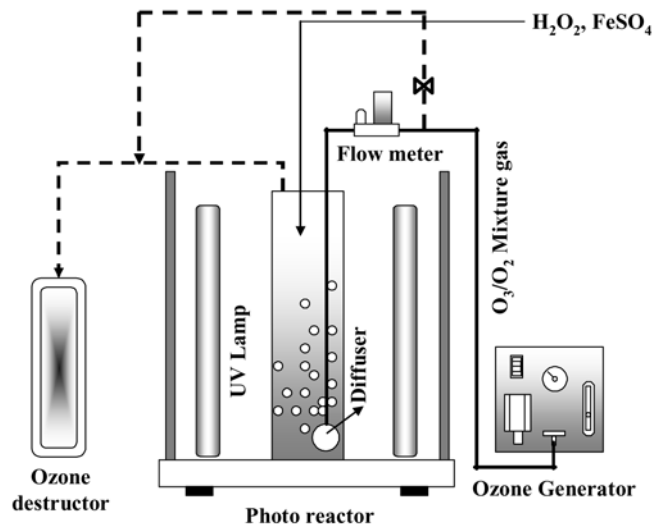 H₂O₂, FeSO₄
Flow meter
O₃/O₂ Mixture gas
UV Lamp
Diffuser
Ozone
destructor
Photo reactor
Ozone Generator